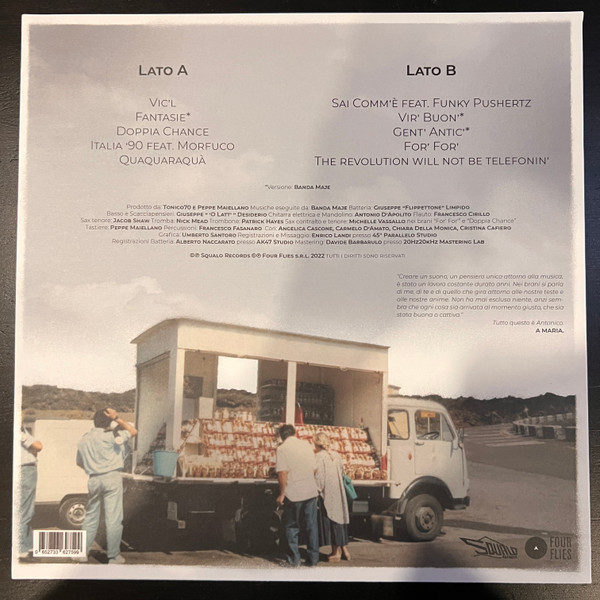 Lato A
Vic'l
Fantasie*
Doppia Chance
Italia '90 feat. Morfuco
Quaquaraquà
Lato B
Sai Comm'è feat. Funky Pushertz
Vir' Buon'*
Gent' Antic'*
For' For'
The revolution will not be telefonin'
*Versione: Banda Maje
Prodotto da: Tonico70 e Peppe Maiellano Musiche eseguite da: Banda Maje Batteria: Giuseppe "Flippettone" Limpido
Basso e Scacciapensieri: Giuseppe "'O Latt'" Desiderio Chitarra elettrica e Mandolino: Antonio D'Apolito Flauto: Francesco Cirillo
Sax tenore: Jacob Shaw Tromba: Nick Mead Trombone: Patrick Hayes Sax contralto e tenore: Michelle Vassallo nei brani "For' For'" e "Doppia Chance"
Tastiere: Peppe Maiellano Percussioni: Francesco Fasanaro Cori: Angelica Cascone, Carmelo D'Amato, Chiara Della Monica, Cristina Cafiero
Grafica: Umberto Santoro Registrazioni e Missaggio: Enrico Landi presso 45° Parallelo Studio
Registrazioni Batteria: Alberto Naccarato presso AK47 Studio Mastering: Davide Barbarulo presso 20Hz20kHz Mastering Lab
©℗ Squalo Records ©℗ Four Flies S.r.l. 2022 Tutti i diritti sono riservati
"Creare un suono, un pensiero unico attorno alla musica,
è stato un lavoro costante durato anni. Nei brani si parla
di me, di te e di quello che gira attorno alle nostre teste e
alle nostre anime. Non ha mai escluso niente, anzi sem-
bra che ogni cosa sia arrivata al momento giusto, che sia
stata buona o cattiva."
Tutto questo è Antonico.
A Maria.
Squalo
FOUR
FLIES